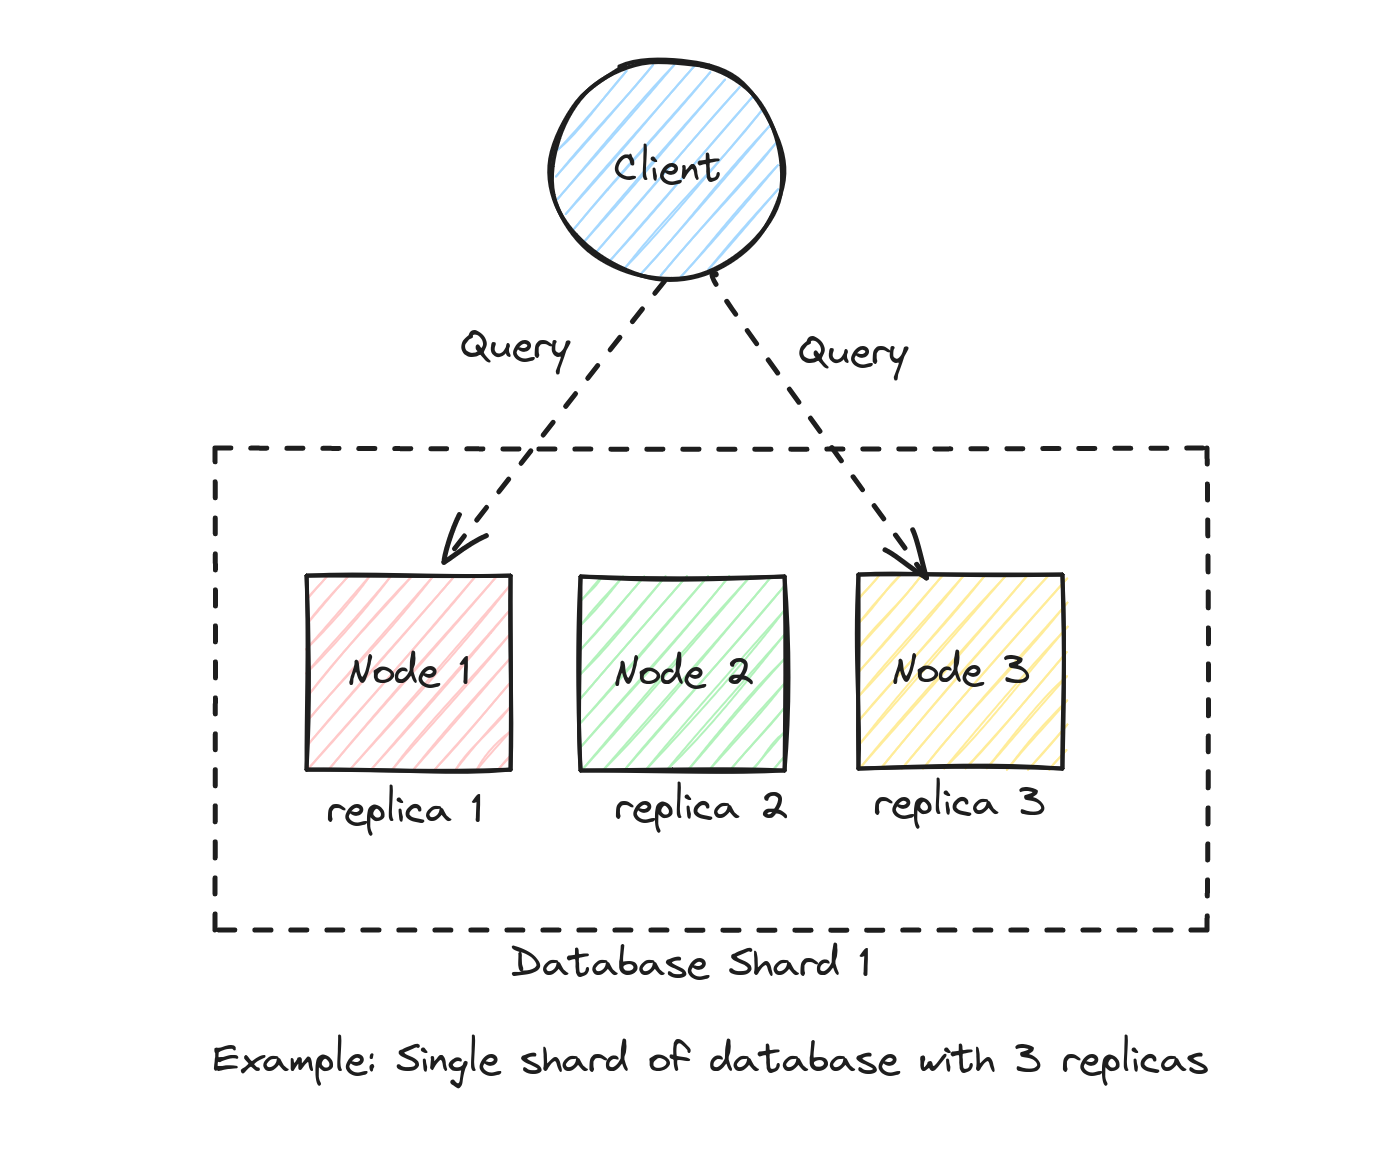 Client
Query
Query
Node 1
Node 2
Node 3
replica 1
replica 2
replica 3
Database Shard 1
Example: Single shard of database with 3 replicas